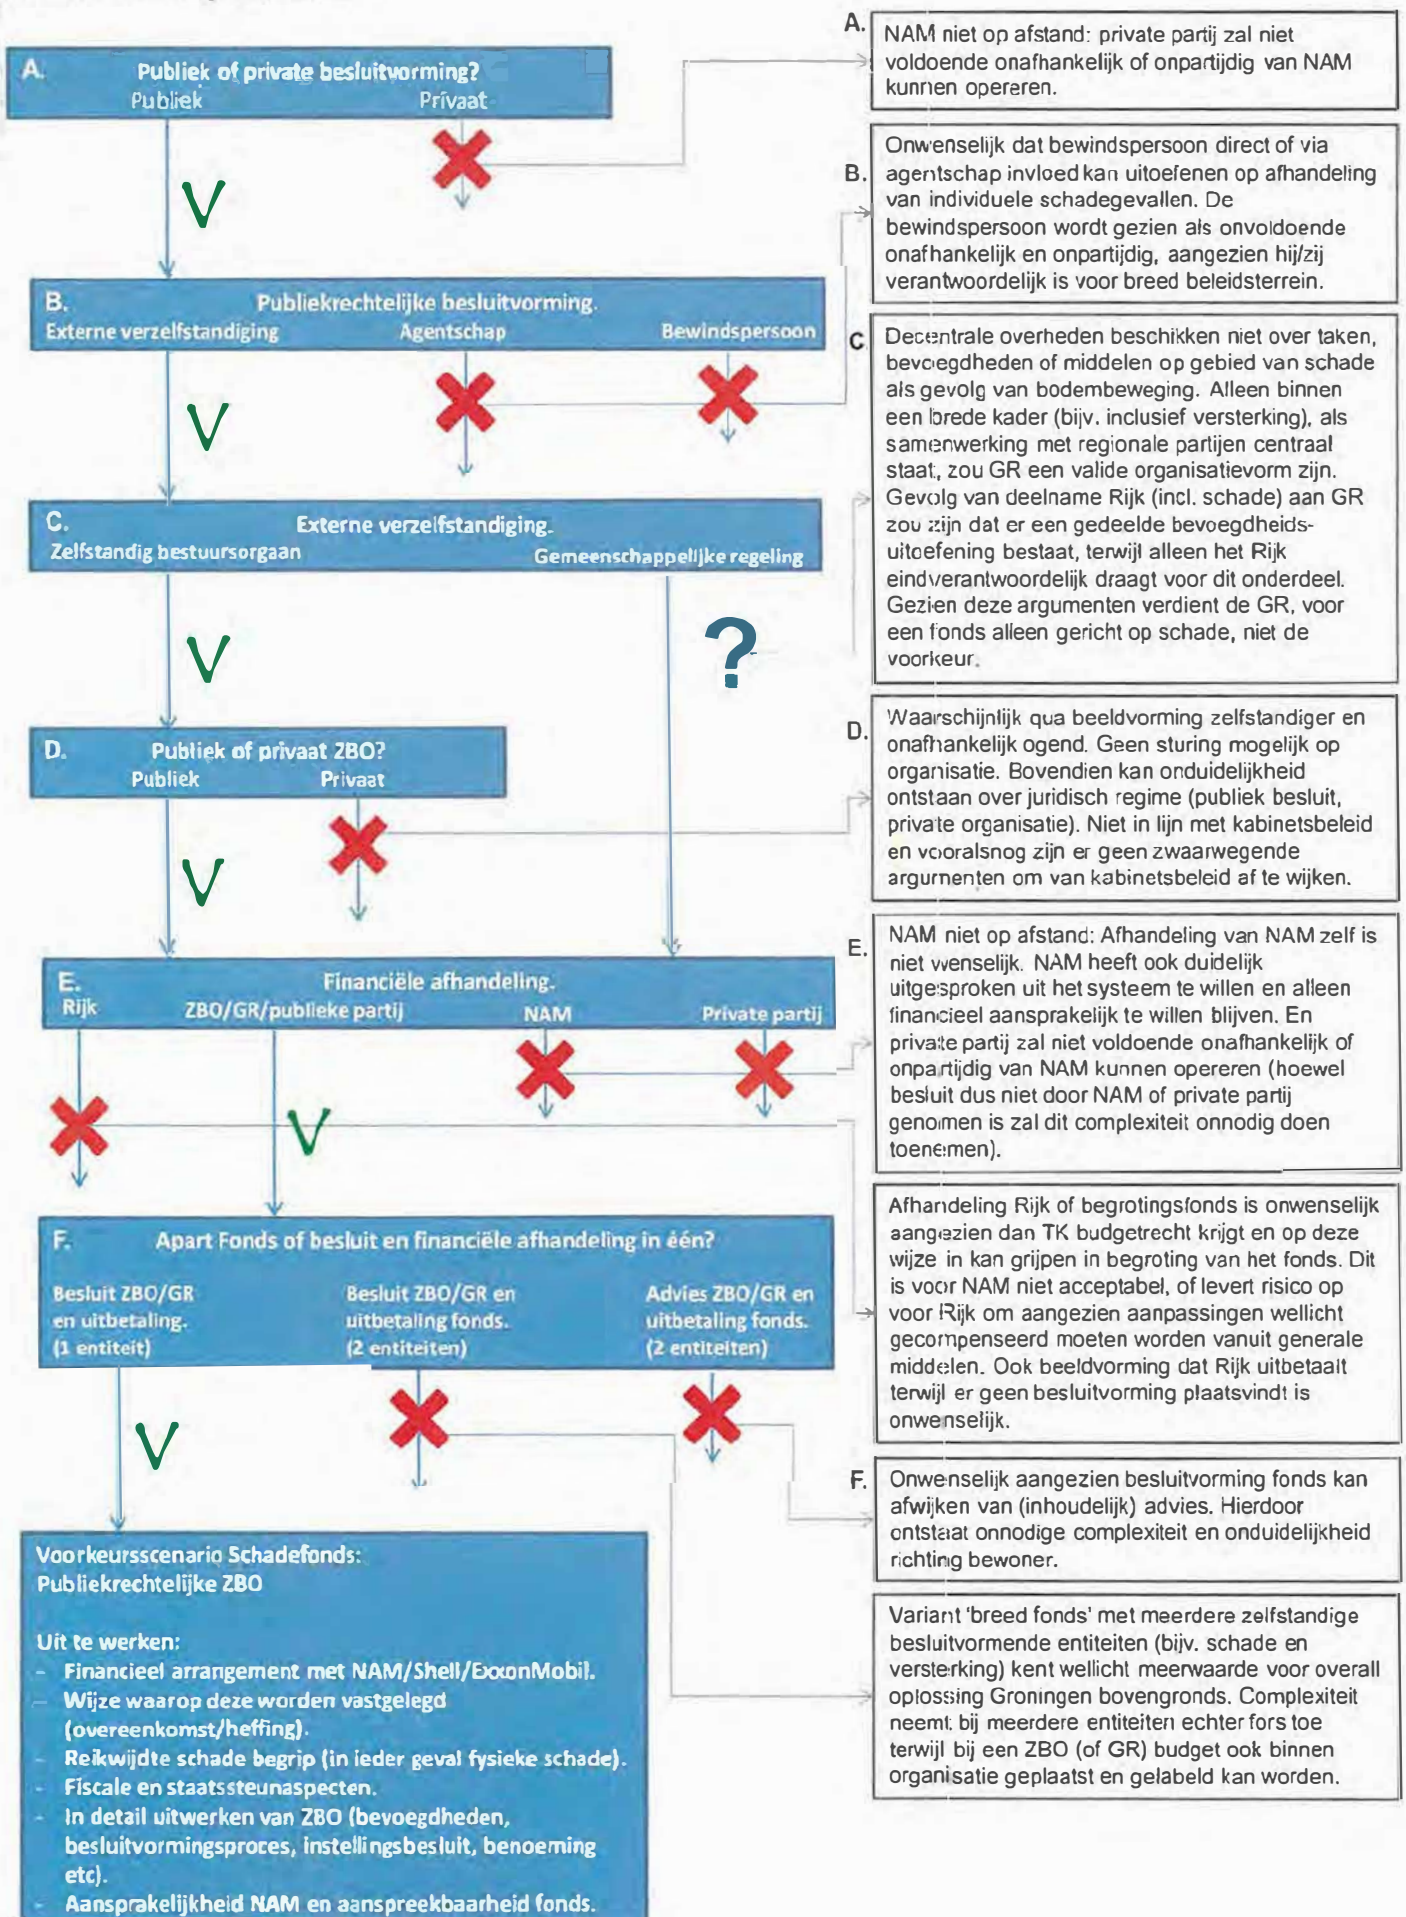 A. Publiek of private besluitvorming?
Publiek Privaat
B. Publiekrechtelijke besluitvorming.
Externe verzelfstandiging Agentschap Bewindspersoon
C. Externe verzelfstandiging.
Zelfstandig bestuursorgaan Gemeenschappelijke regeling
?
D. Publiek of privaat ZBO?
Publiek Privaat
E. Financiële afhandeling.
Rijk ZBO/GR/publieke partij NAM Private partij
F. Apart Fonds of besluit en financiële afhandeling in één?
Besluit ZBO/GR
en uitbetaling.
(1 entiteit)
Besluit ZBO/GR en
uitbetaling fonds.
(2 entiteiten)
Advies ZBO/GR en
uitbetaling fonds.
(2 entiteiten)
Voorkeursscenario Schadefonds:
Publiekrechtelijke ZBO
Uit te werken:
- Financieel arrangement met NAM/Shell/ExxonMobil.
- Wijze waarop deze worden vastgelegd
(overeenkomst/heffing).
- Reikwijdte schade begrip (in ieder geval fysieke schade).
- Fiscale en staatssteunaspecten.
- In detail uitwerken van ZBO (bevoegdheden,
besluitvormingsproces, instellingsbesluit, benoeming
etc).
- Aansprakelijkheid NAM en aanspreekbaarheid fonds.
A. NAM niet op afstand: private partij zal niet
voldoende onafhankelijk of onpartijdig van NAM
kunnen opereren.
B. Onwenselijk dat bewindspersoon direct of via
agentschap invloed kan uitoefenen op afhandeling
van individuele schadegevallen. De
bewindspersoon wordt gezien als onvoldoende
onafhankelijk en onpartijdig, aangezien hij/zij
verantwoordelijk is voor breed beleidsterrein.
C Decentrale overheden beschikken niet over taken,
bevoegdheden of middelen op gebied van schade
als gevolg van bodembeweging. Alleen binnen
een brede kader (bijv. inclusief versterking), als
samenwerking met regionale partijen centraal
staat, zou GR een valide organisatievorm zijn.
Gevolg van deelname Rijk (incl. schade) aan GR
zou zijn dat er een gedeelde bevoegdheids-
uitoefening bestaat, terwijl alleen het Rijk
eindverantwoordelijk draagt voor dit onderdeel.
Gezien deze argumenten verdient de GR, voor
een fonds alleen gericht op schade, niet de
voorkeur.
D. Waarschijnlijk qua beeldvorming zelfstandiger en
onafhankelijk ogend. Geen sturing mogelijk op
organisatie. Bovendien kan onduidelijkheid
ontstaan over juridisch regime (publiek besluit,
private organisatie). Niet in lijn met kabinetsbeleid
en vooralsnog zijn er geen zwaarwegende
argumenten om van kabinetsbeleid af te wijken.
E. NAM niet op afstand: Afhandeling van NAM zelf is
niet wenselijk. NAM heeft ook duidelijk
uitgesproken uit het systeem te willen en alleen
financieel aansprakelijk te willen blijven. En
private partij zal niet voldoende onafhankelijk of
onpartijdig van NAM kunnen opereren (hoewel
besluit dus niet door NAM of private partij
genomen is zal dit complexiteit onnodig doen
toenemen).
Afhandeling Rijk of begrotingsfonds is onwenselijk
aangezien dan TK budgetrecht krijgt en op deze
wijze in kan grijpen in begroting van het fonds. Dit
is voor NAM niet acceptabel, of levert risico op
voor Rijk om aangezien aanpassingen wellicht
gecompenseerd moeten worden vanuit generale
middelen. Ook beeldvorming dat Rijk uitbetaalt
terwijl er geen besluitvorming plaatsvindt is
onwenselijk.
F. Onwenselijk aangezien besluitvorming fonds kan
afwijken van (inhoudelijk) advies. Hierdoor
ontstaat onnodige complexiteit en onduidelijkheid
richting bewoner.
Variant 'breed fonds' met meerdere zelfstandige
besluitvormende entiteiten (bijv. schade en
versterking) kent wellicht meerwaarde voor overall
oplossing Groningen bovengronds. Complexiteit
neemt bij meerdere entiteiten echter fors toe
terwijl bij een ZBO (of GR) budget ook binnen
organisatie geplaatst en gelabeld kan worden.